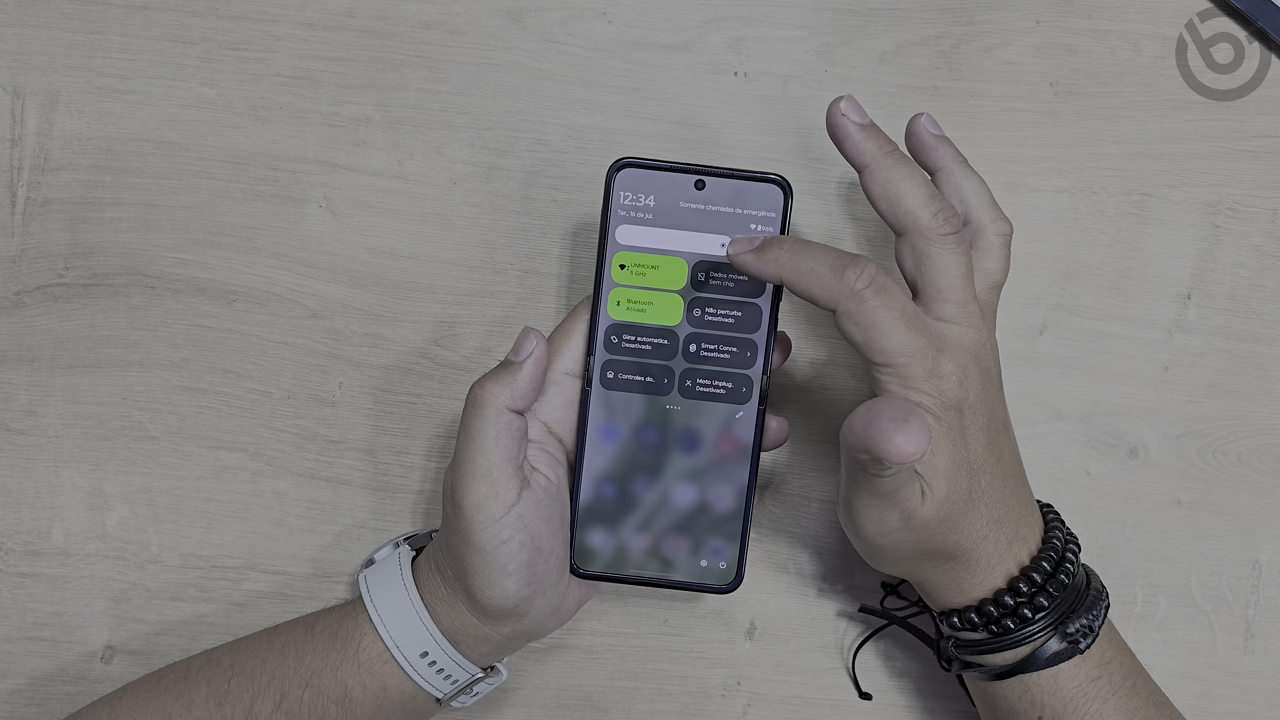 12:34
Somente chamadas de emergência
Ter., 16 de jul.
96%
UNMOUNT
5 GHz
Dados móveis
Sem chip
Bluetooth
Ativado
Não perturbe
Desativado
Girar automatica..
Desativado
Smart Conne..
Desativado
Controles do..
Moto Unplug..
Desativado
b